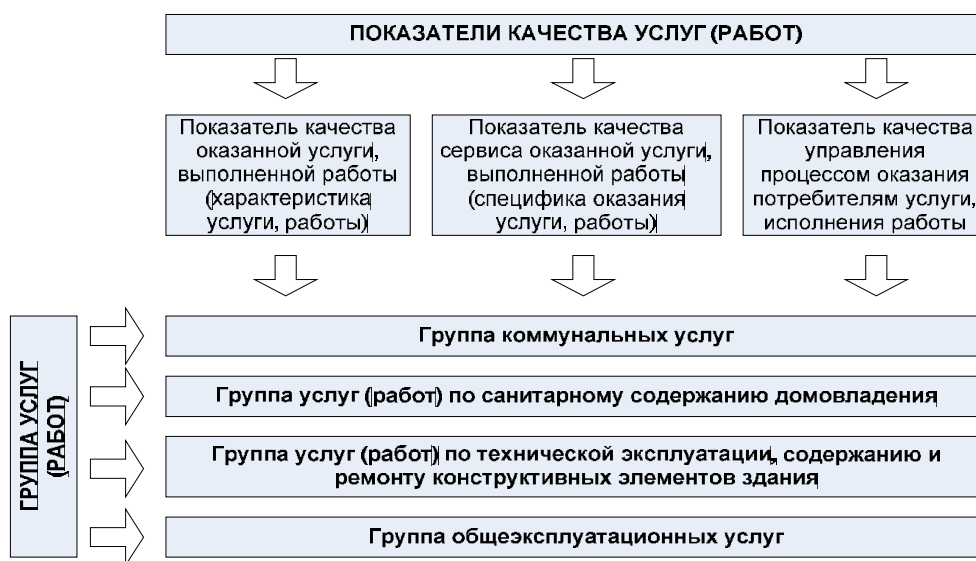 ПОКАЗАТЕЛИ КАЧЕСТВА УСЛУГ (РАБОТ)
Показатель качества
оказанной услуги,
выполненной работы
(характеристика
услуги, работы)
Показатель качества
сервиса оказанной услуги,
выполненной работы
(специфика оказания
услуги, работы)
Показатель качества
управления
процессом оказания
потребителям услуги,
исполнения работы
ГРУППА УСЛУГ
(РАБОТ)
Группа коммунальных услуг
Группа услуг (работ) по санитарному содержанию домовладения
Группа услуг (работ) по технической эксплуатации, содержанию и
ремонту конструктивных элементов здания
Группа общеэксплуатационных услуг